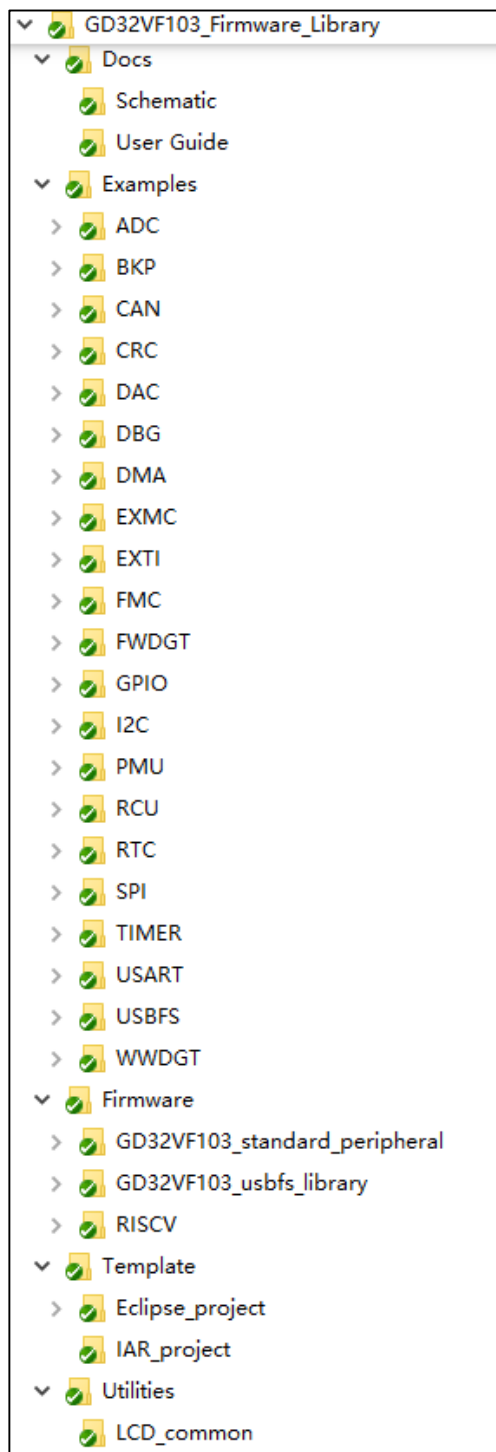 GD32VF103_Firmware_Library
Docs
Schematic
User Guide
Examples
ADC
BKP
CAN
CRC
DAC
DBG
DMA
EXMC
EXTI
FMC
FWDGT
GPIO
I2C
PMU
RCU
RTC
SPI
TIMER
USART
USBFS
WWDGT
Firmware
GD32VF103_standard_peripheral
GD32VF103_usbfs_library
RISCV
Template
Eclipse_project
IAR_project
Utilities
LCD_common